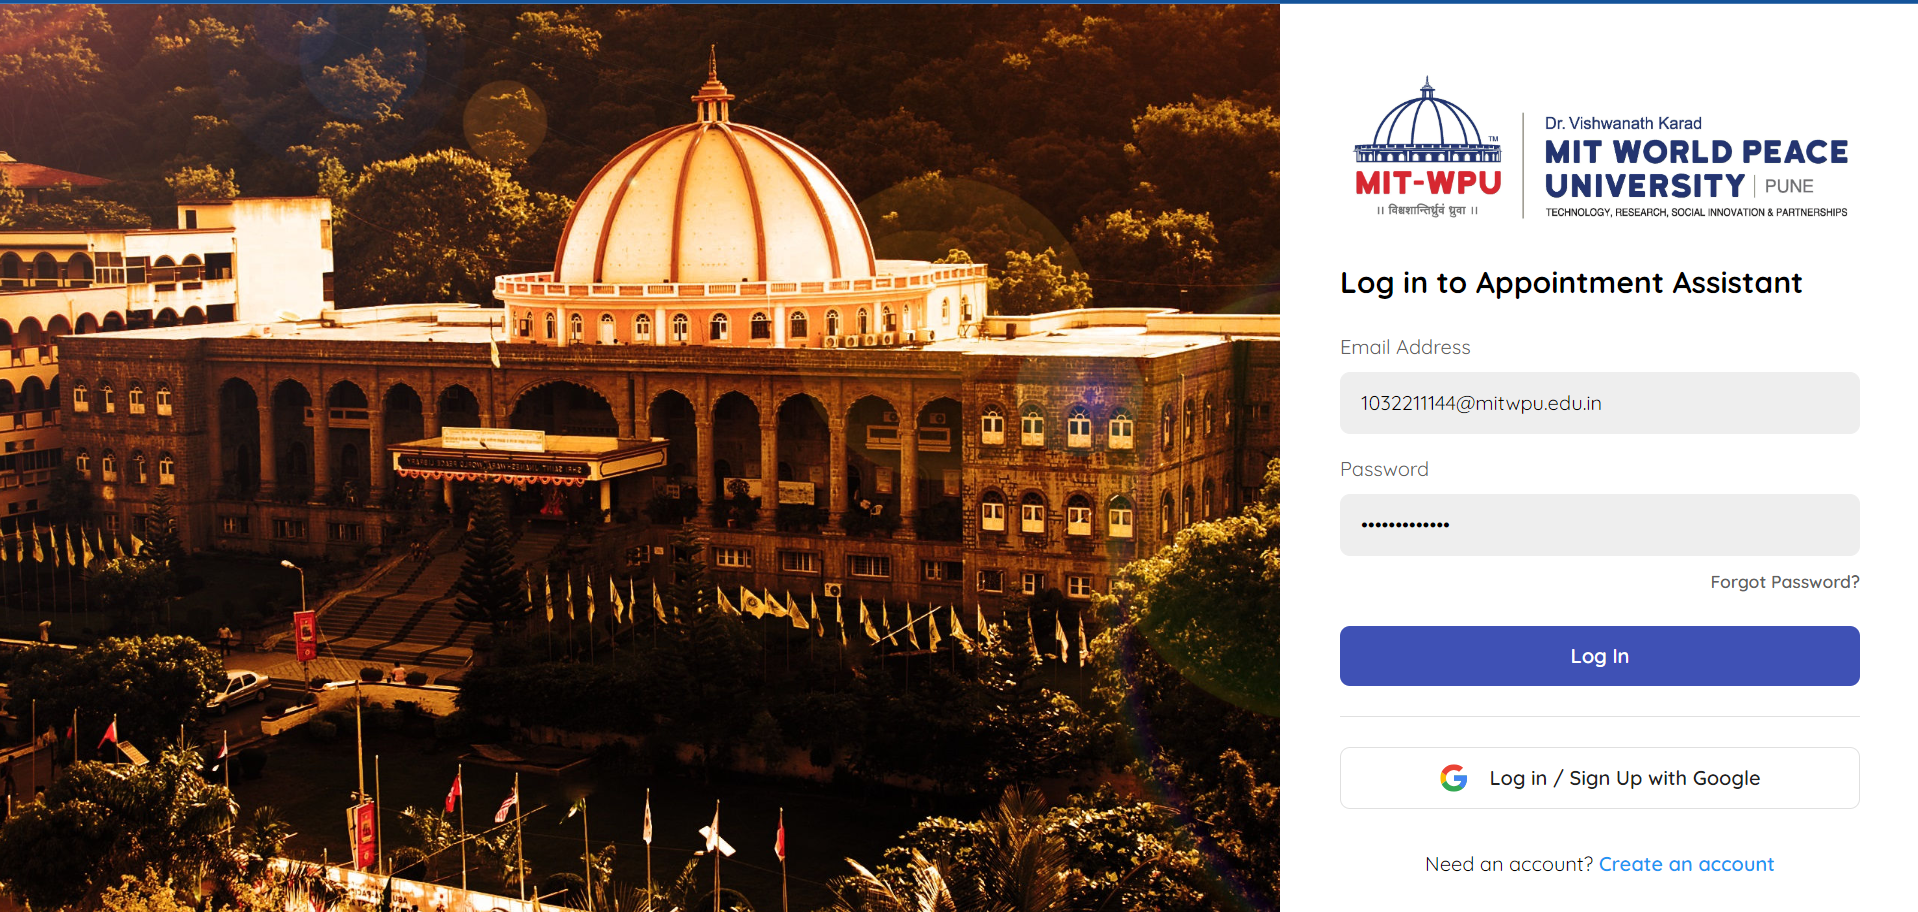 Dr. Vishwanath Karad
MIT WORLD PEACE
UNIVERSITY | PUNE
TECHNOLOGY, RESEARCH, SOCIAL INNOVATION & PARTNERSHIPS
TM
MIT-WPU
॥ विश्वशान्तिर्ध्रुवं ध्रुवा ॥
Log in to Appointment Assistant
Email Address
1032211144@mitwpu.edu.in
Password
•••••••••••••
Forgot Password?
Log In
Log in / Sign Up with Google
Need an account? Create an account